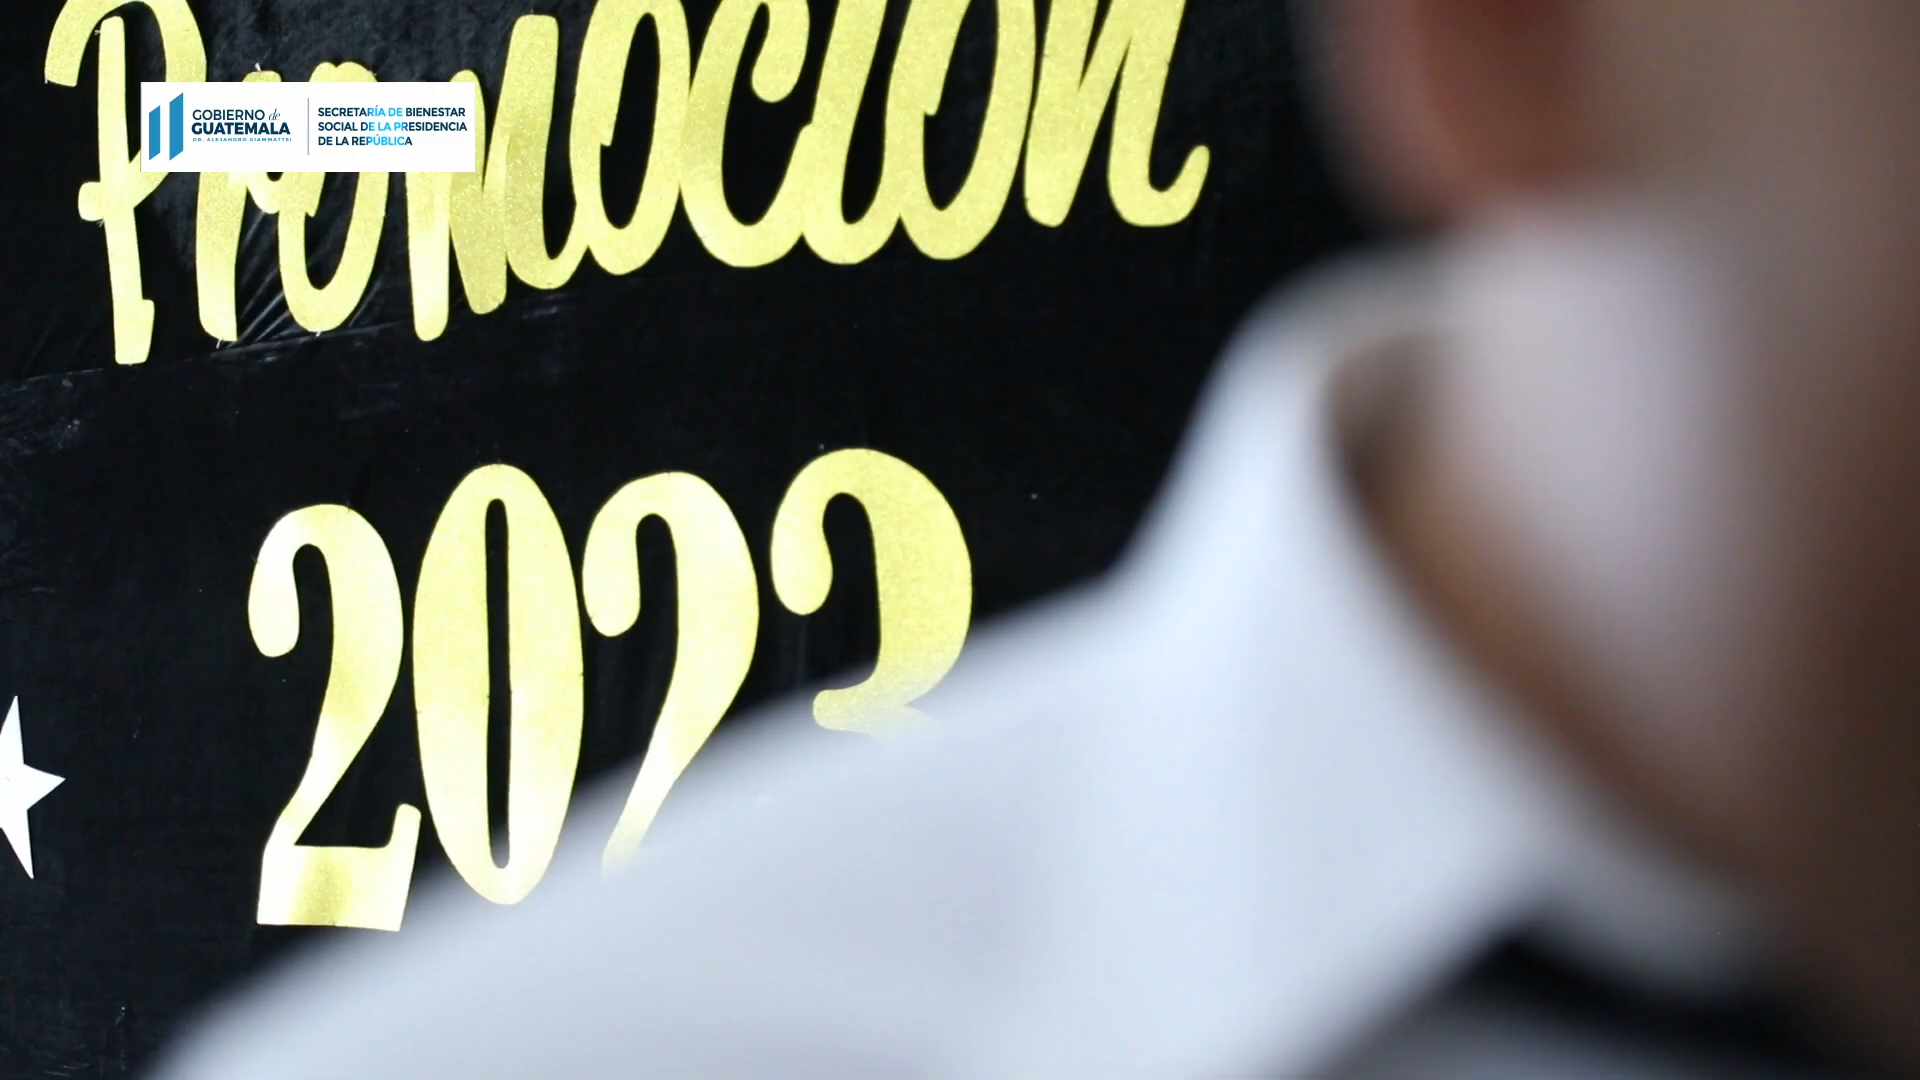 Promoción
GOBIERNO de
GUATEMALA
DR. ALEJANDRO GIAMMATTEI
SECRETARÍA DE BIENESTAR
SOCIAL DE LA PRESIDENCIA
DE LA REPÚBLICA
2023